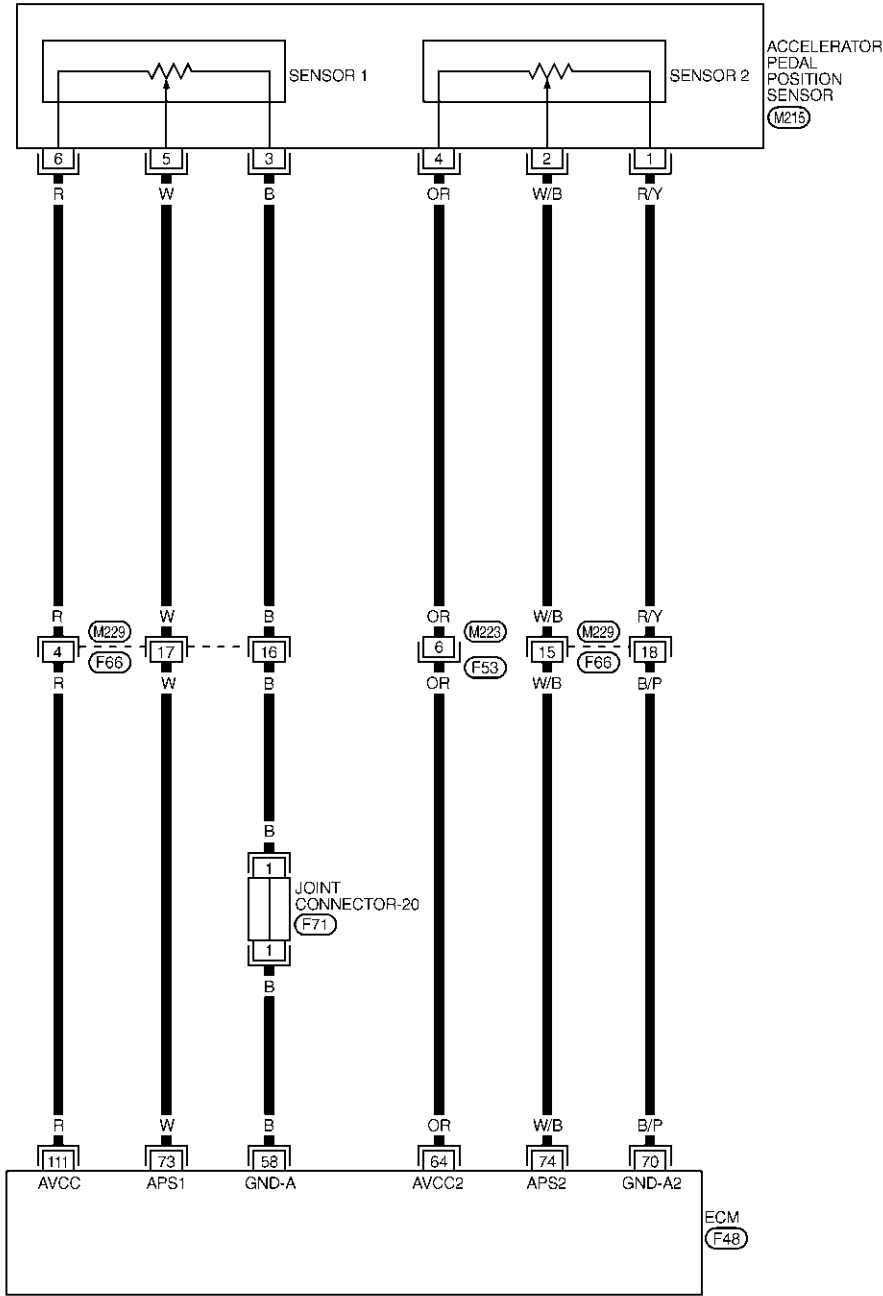 SENSOR 1
SENSOR 2
ACCELERATOR
PEDAL
POSITION
SENSOR
M215
6 5 3 4 2 1
R W B OR W/B R/Y
R W B OR W/B R/Y
M229 M223 M229
4 17 16 6 15 18
F66 F53 F66
R W B OR W/B B/P
B
1
JOINT
CONNECTOR-20
F71
1
B
R W B OR W/B B/P
111 73 58 64 74 70
AVCC APS1 GND-A AVCC2 APS2 GND-A2
ECM
F48